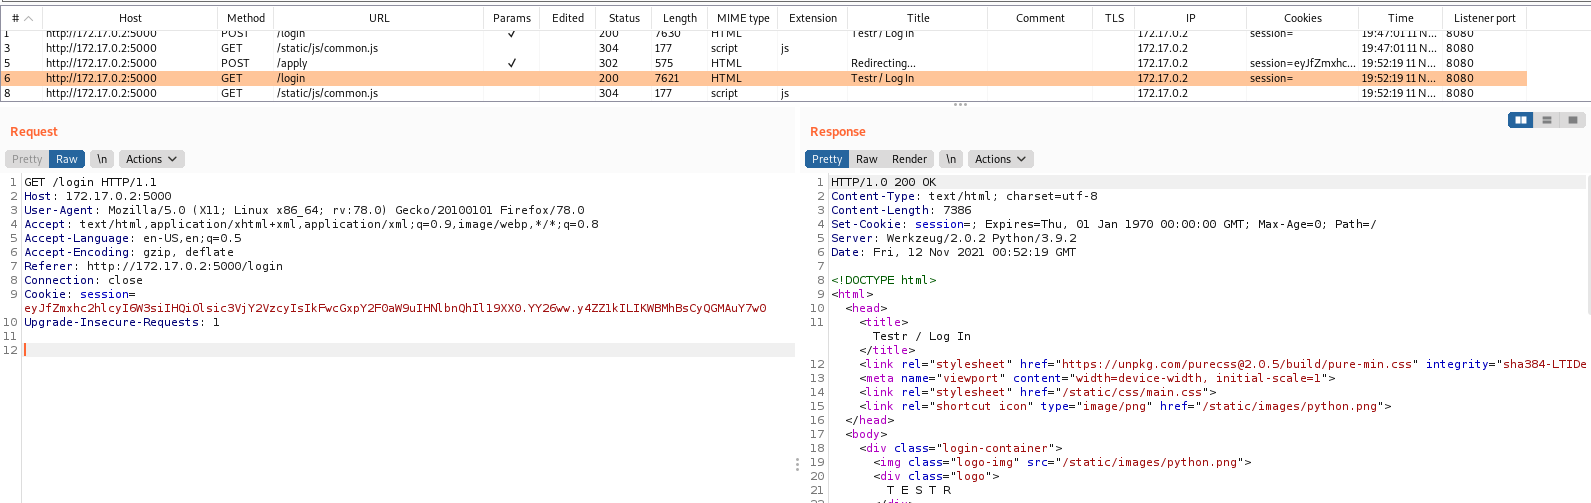 # Host Method URL Params Edited Status Length MIME type Extension Title Comment TLS IP Cookies Time Listener port
1 http://172.17.0.2:5000 POST /login ✓ 200 7630 HTML Testr / Log In 172.17.0.2 session= 19:47:01 11 N... 8080
3 http://172.17.0.2:5000 GET /static/js/common.js 304 177 script js 172.17.0.2 19:47:01 11 N... 8080
5 http://172.17.0.2:5000 POST /apply ✓ 302 575 HTML Redirecting... 172.17.0.2 session=eyJfZmxhc... 19:52:19 11 N... 8080
6 http://172.17.0.2:5000 GET /login 200 7621 HTML Testr / Log In 172.17.0.2 session= 19:52:19 11 N... 8080
8 http://172.17.0.2:5000 GET /static/js/common.js 304 177 script js 172.17.0.2 19:52:19 11 N... 8080
Request
Pretty Raw \n Actions
1 GET /login HTTP/1.1
2 Host: 172.17.0.2:5000
3 User-Agent: Mozilla/5.0 (X11; Linux x86_64; rv:78.0) Gecko/20100101 Firefox/78.0
4 Accept: text/html,application/xhtml+xml,application/xml;q=0.9,image/webp,*/*;q=0.8
5 Accept-Language: en-US,en;q=0.5
6 Accept-Encoding: gzip, deflate
7 Referer: http://172.17.0.2:5000/login
8 Connection: close
9 Cookie: session=
eyJfZmxhc2hlcyI6W3siIHQiOlsic3VjY2VzcyIsIkFwcGxpY2F0aW9uIHNlbnQhIl19XX0.YY26ww.y4ZZ1kILIKWBMhBsCyQGMAuY7w0
10 Upgrade-Insecure-Requests: 1
11
12
Response
Pretty Raw Render \n Actions
1 HTTP/1.0 200 OK
2 Content-Type: text/html; charset=utf-8
3 Content-Length: 7386
4 Set-Cookie: session=; Expires=Thu, 01 Jan 1970 00:00:00 GMT; Max-Age=0; Path=/
5 Server: Werkzeug/2.0.2 Python/3.9.2
6 Date: Fri, 12 Nov 2021 00:52:19 GMT
7
8 <!DOCTYPE html>
9 <html>
10 <head>
11 <title>
Testr / Log In
</title>
12 <link rel="stylesheet" href="https://unpkg.com/purecss@2.0.5/build/pure-min.css" integrity="sha384-LTIDe
13 <meta name="viewport" content="width=device-width, initial-scale=1">
14 <link rel="stylesheet" href="/static/css/main.css">
15 <link rel="shortcut icon" type="image/png" href="/static/images/python.png">
16 </head>
17 <body>
18 <div class="login-container">
19 <img class="logo-img" src="/static/images/python.png">
20 <div class="logo">
21 T E S T R